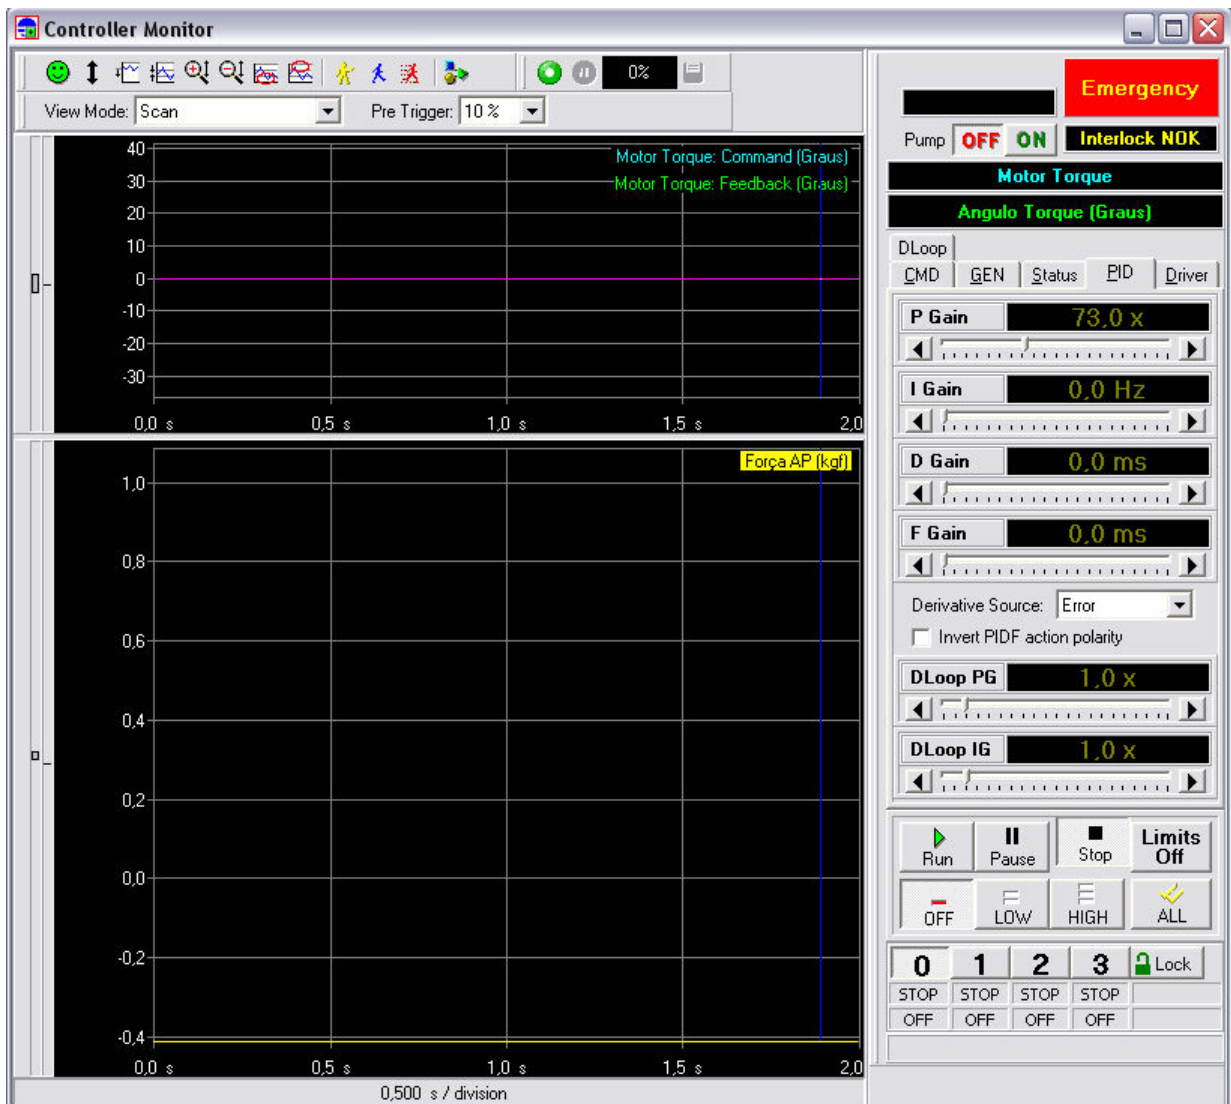 Controller Monitor
0%
View Mode: Scan Pre Trigger: 10 %
Motor Torque: Command (Graus)
Motor Torque: Feedback (Graus)
40
30
20
10
0
-10
-20
-30
0,0 s 0,5 s 1,0 s 1,5 s 2,0
Força AP (kgf)
1,0
0,8
0,6
0,4
0,2
0,0
-0,2
-0,4
0,0 s 0,5 s 1,0 s 1,5 s 2,0
0,500 s / division
Emergency
Pump OFF ON Interlock NOK
Motor Torque
Angulo Torque (Graus)
DLoop
CMD GEN Status PID Driver
P Gain 73,0 x
I Gain 0,0 Hz
D Gain 0,0 ms
F Gain 0,0 ms
Derivative Source: Error
Invert PIDF action polarity
DLoop PG 1,0 x
DLoop IG 1,0 x
Run Pause Stop Limits Off
OFF LOW HIGH ALL
0 1 2 3 Lock
STOP STOP STOP STOP
OFF OFF OFF OFF